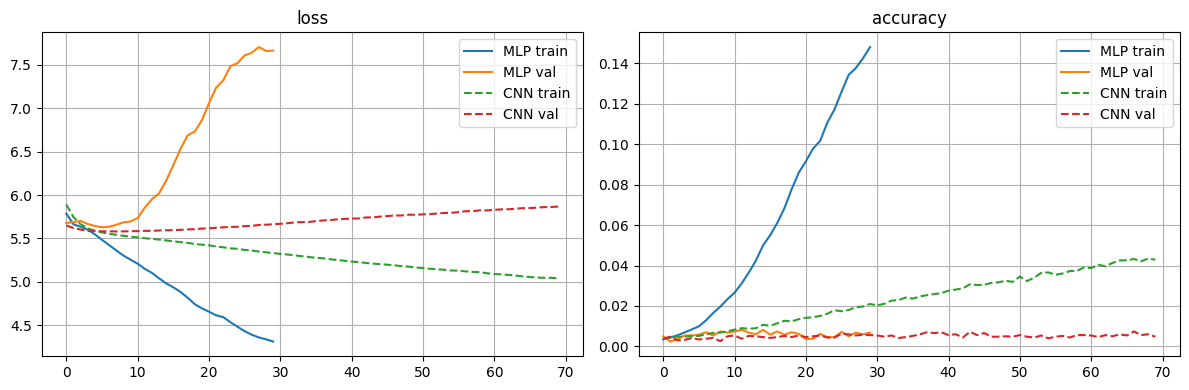 loss
7.5
7.0
6.5
6.0
5.5
5.0
4.5
0 10 20 30 40 50 60 70
MLP train
MLP val
CNN train
CNN val
accuracy
0.14
0.12
0.10
0.08
0.06
0.04
0.02
0.00
0 10 20 30 40 50 60 70
MLP train
MLP val
CNN train
CNN val